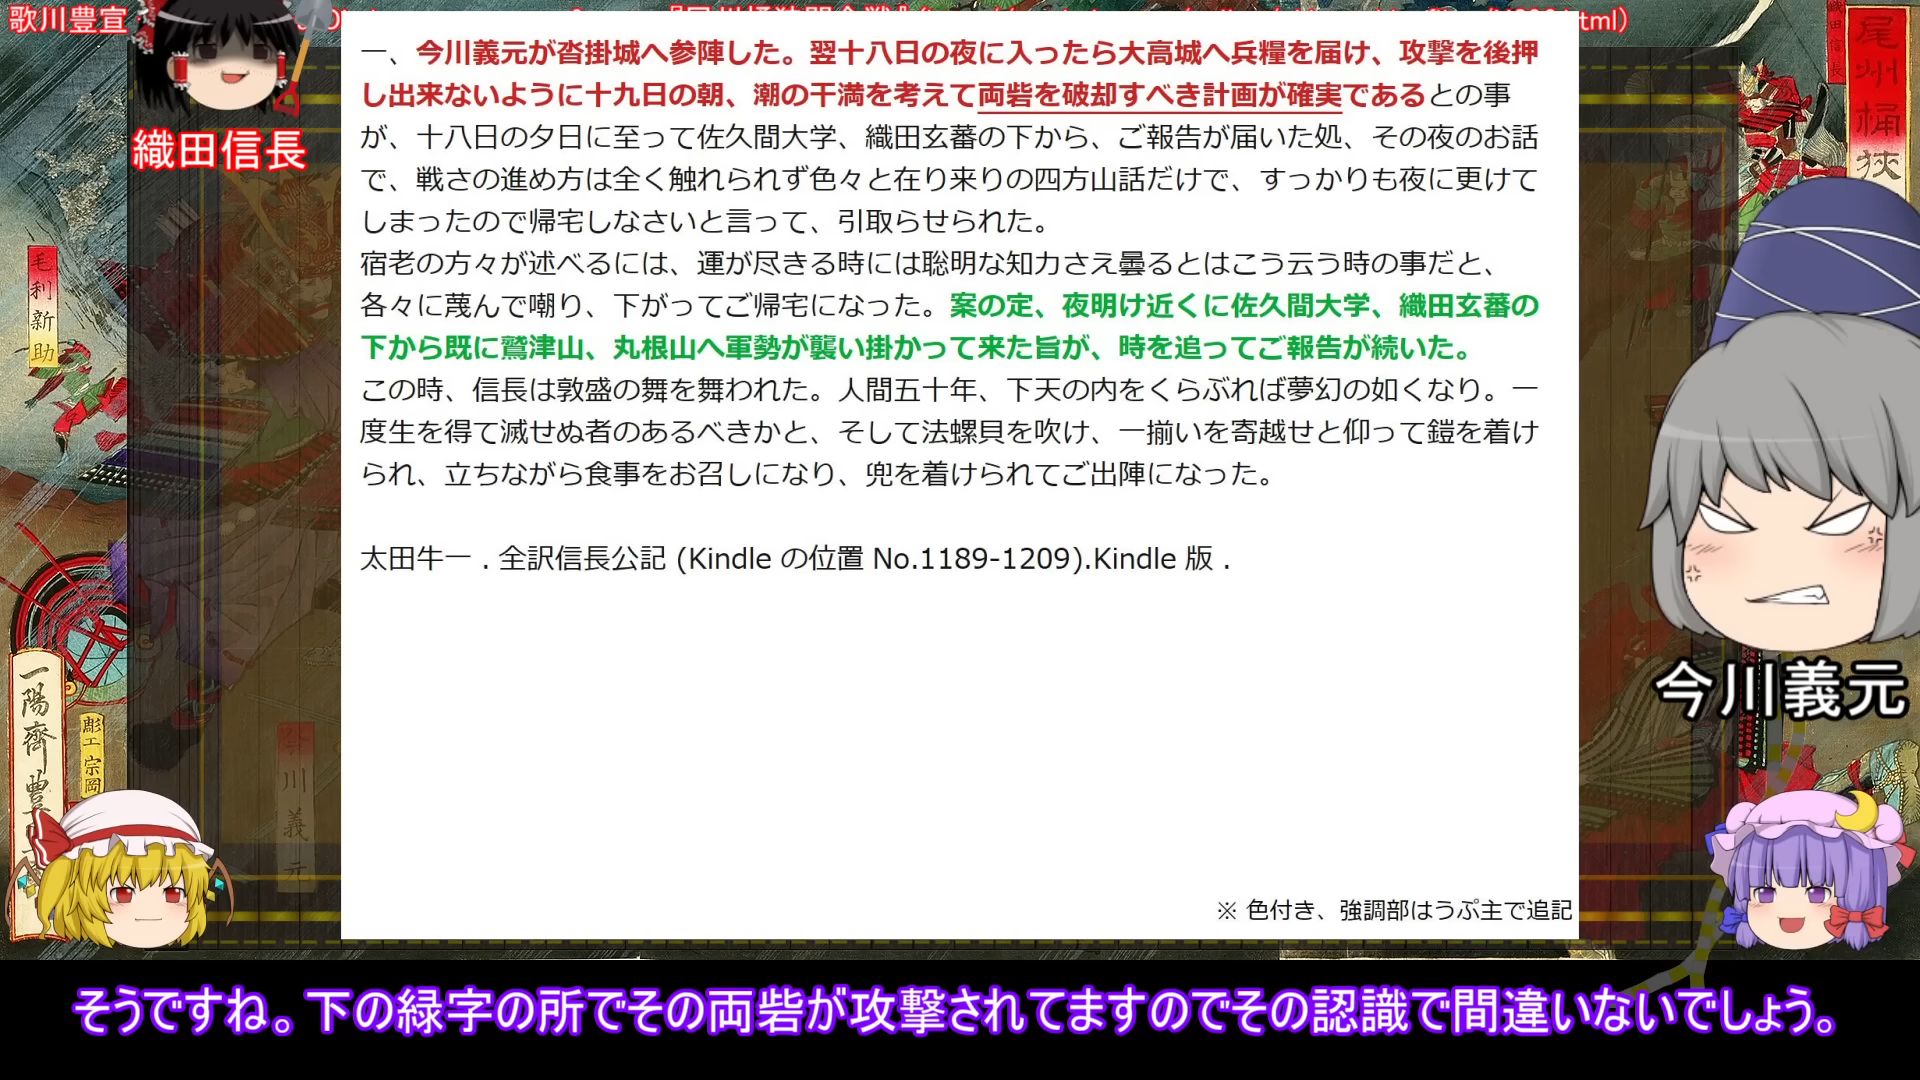 歌川豊宣
html）
織田信長
一、今川義元が沓掛城へ参陣した。翌十八日の夜に入ったら大高城へ兵糧を届け、攻撃を後押
し出来ないように十九日の朝、潮の干満を考えて両砦を破却すべき計画が確実であるとの事
が、十八日の夕日に至って佐久間大学、織田玄蕃の下から、ご報告が届いた処、その夜のお話
で、戦さの進め方は全く触れられず色々と在り来りの四方山話だけで、すっかりも夜に更けて
しまったので帰宅しなさいと言って、引取らせられた。
宿老の方々が述べるには、運が尽きる時には聡明な知力さえ曇るとはこう云う時の事だと、
各々に蔑んで嘲り、下がってご帰宅になった。案の定、夜明け近くに佐久間大学、織田玄蕃の
下から既に鷲津山、丸根山へ軍勢が襲い掛かって来た旨が、時を追ってご報告が続いた。
この時、信長は敦盛の舞を舞われた。人間五十年、下天の内をくらぶれば夢幻の如くなり。一
度生を得て滅せぬ者のあるべきかと、そして法螺貝を吹け、一揃いを寄越せと仰って鎧を着け
られ、立ちながら食事をお召しになり、兜を着けられてご出陣になった。
太田牛一 . 全訳信長公記 (Kindle の位置 No.1189-1209).Kindle 版 .
※ 色付き、強調部はうぷ主で追記
尾州桶狭
毛利新助
今川義元
一陽斎豊
彫工宗岡
川義元
そうですね。下の緑字の所でその両砦が攻撃されてますのでその認識で間違いないでしょう。